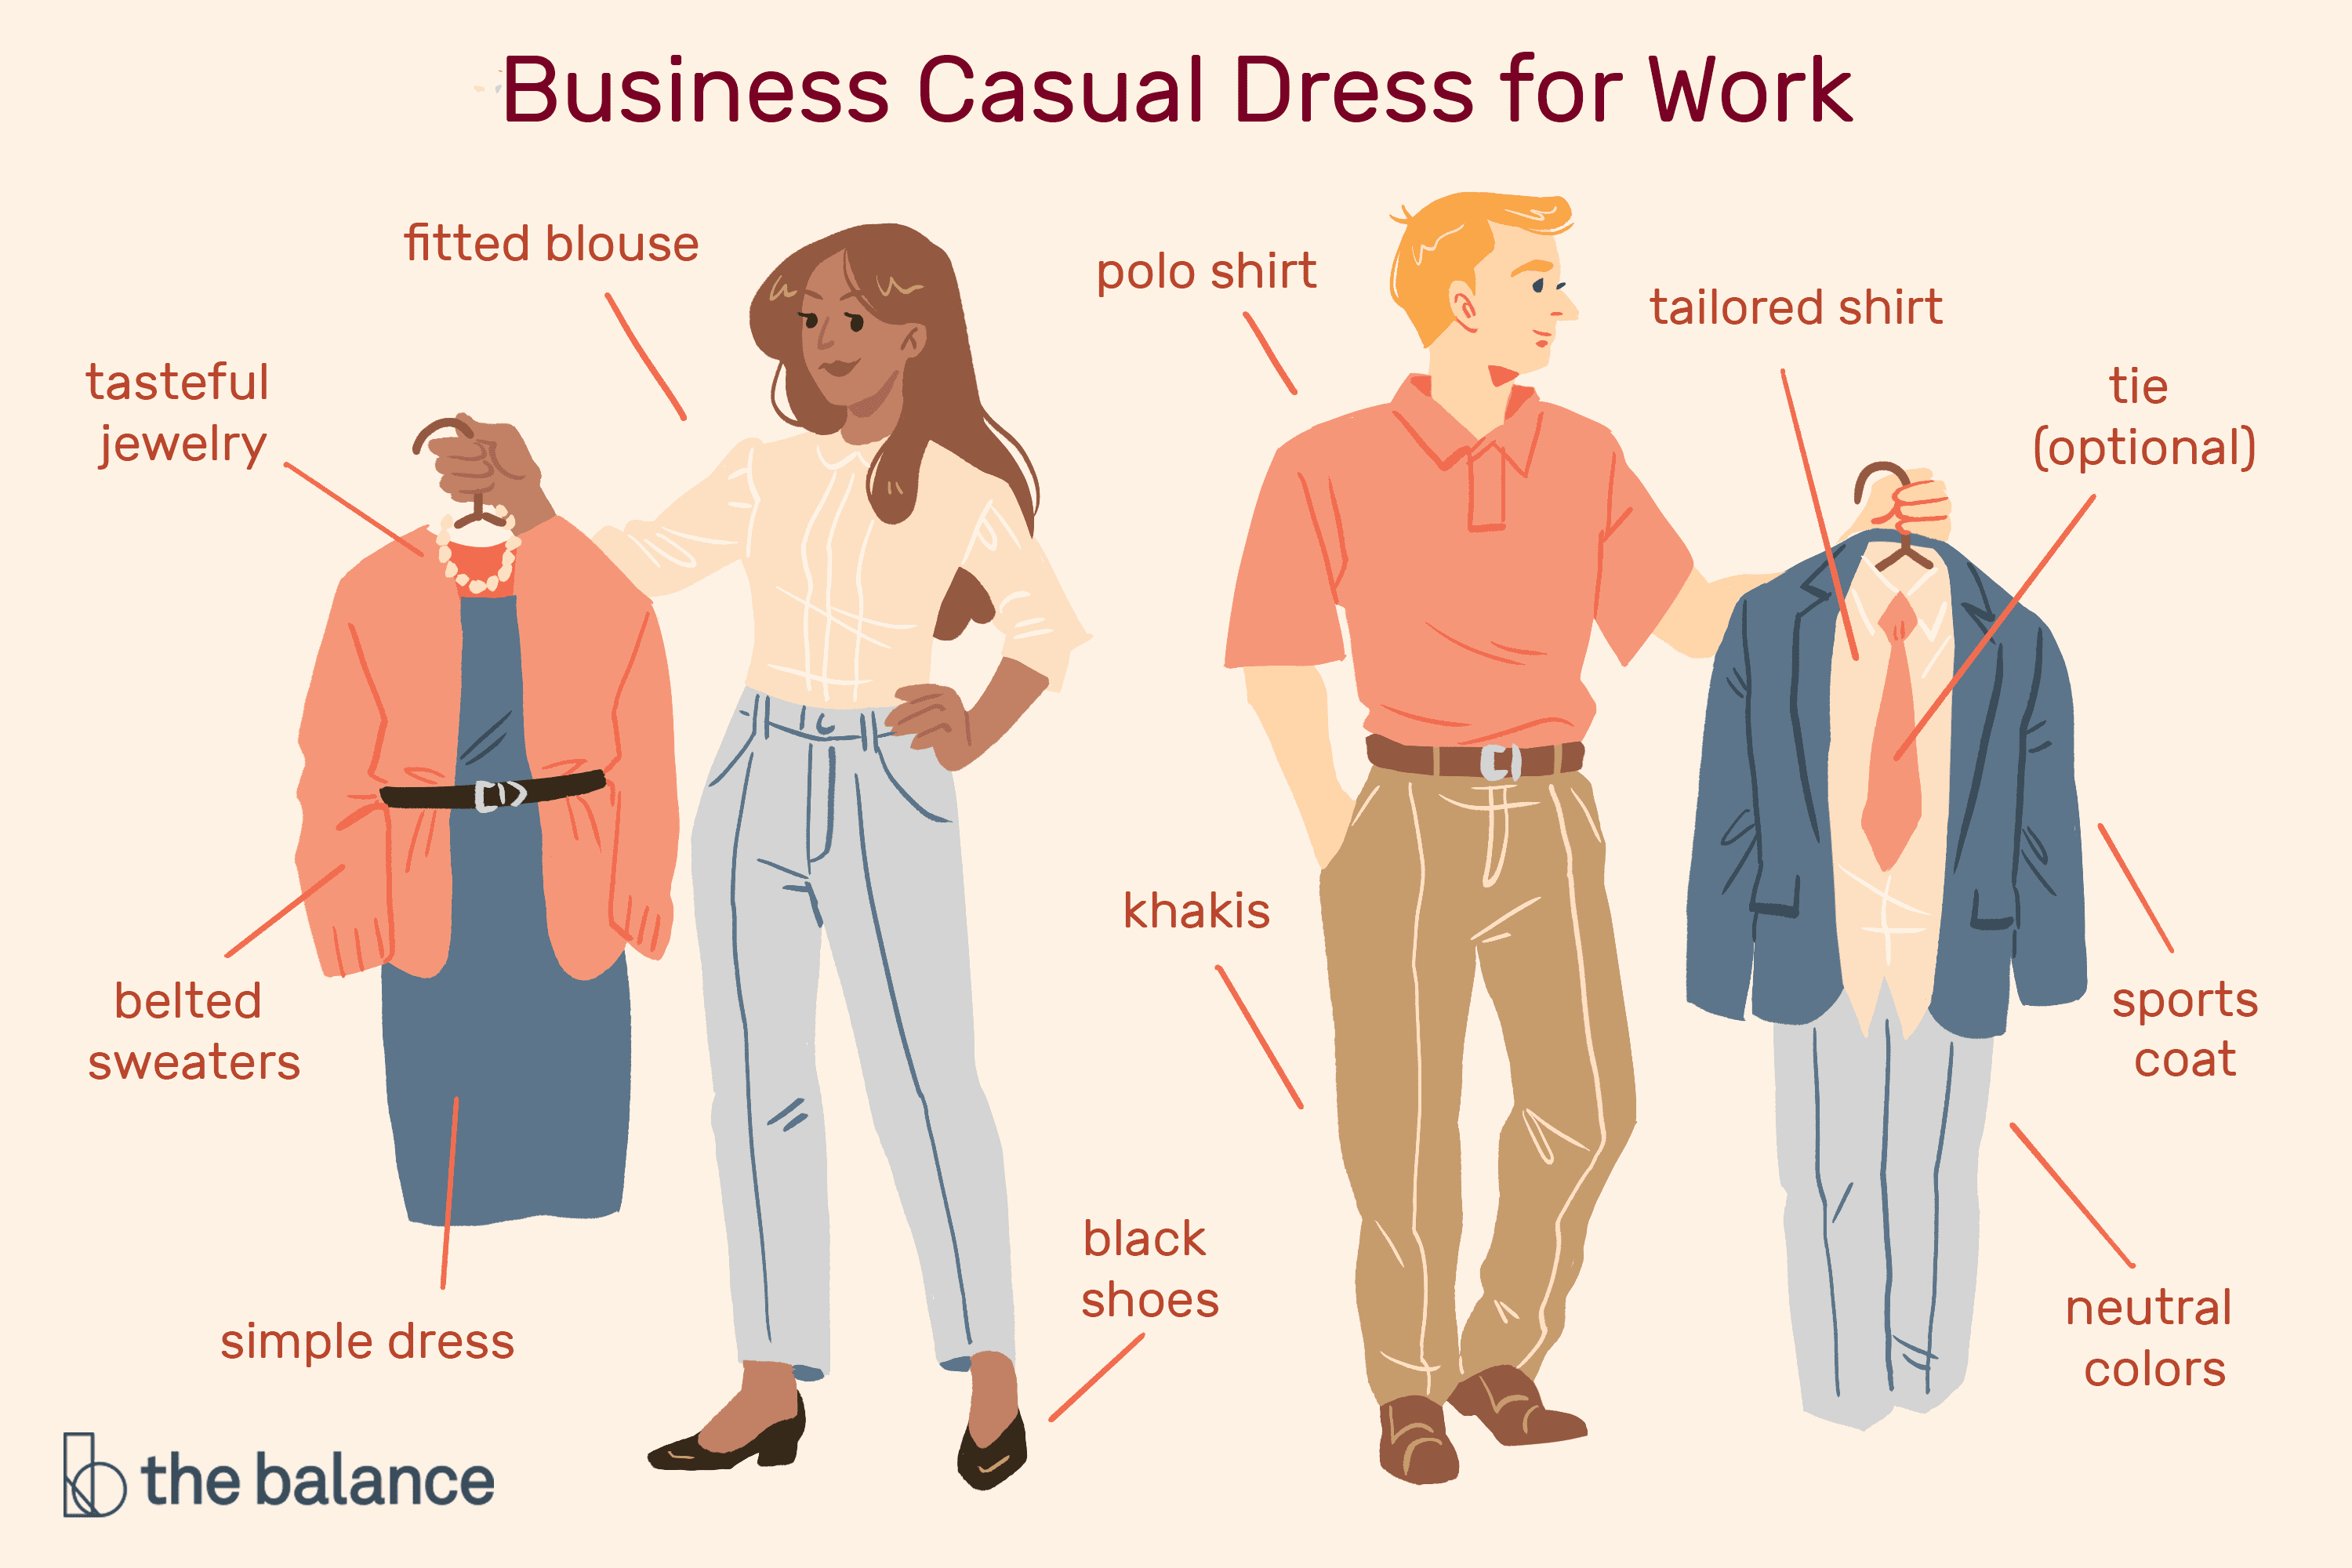 Business Casual Dress for Work
fitted blouse
tasteful
jewelry
belted
sweaters
simple dress
black
shoes
polo shirt
khakis
tailored shirt
tie
(optional)
sports
coat
neutral
colors
the balance